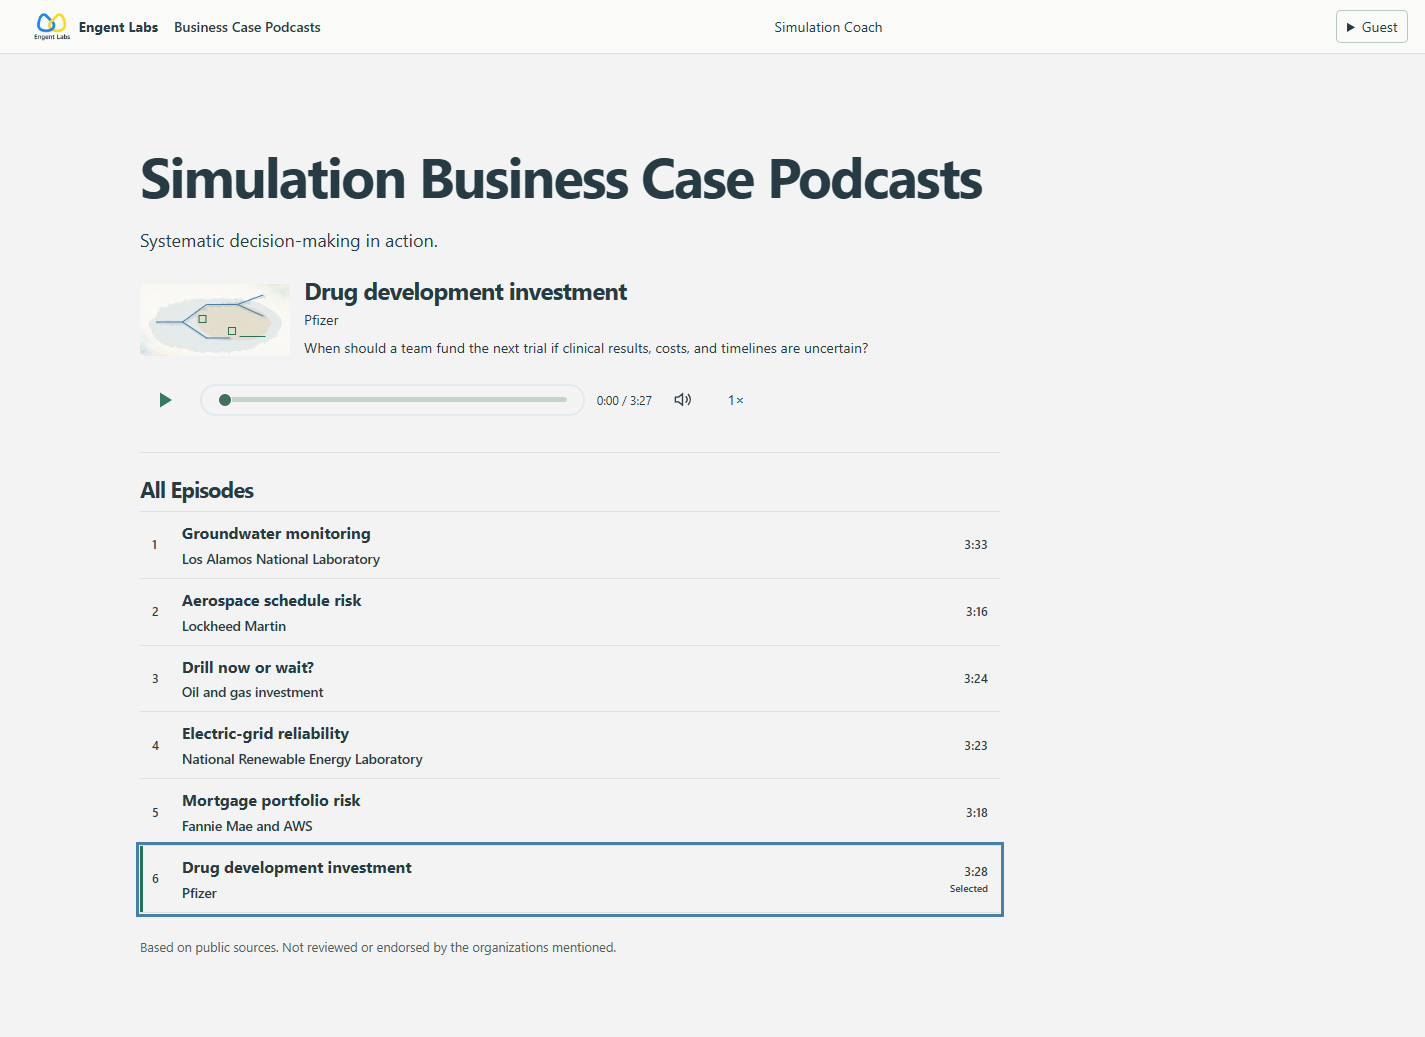 Engent Labs
Engent Labs
Business Case Podcasts
Simulation Coach
▶ Guest
Simulation Business Case Podcasts
Systematic decision-making in action.
Drug development investment
Pfizer
When should a team fund the next trial if clinical results, costs, and timelines are uncertain?
0:00 / 3:27
1×
All Episodes
1
Groundwater monitoring
Los Alamos National Laboratory
3:33
2
Aerospace schedule risk
Lockheed Martin
3:16
3
Drill now or wait?
Oil and gas investment
3:24
4
Electric-grid reliability
National Renewable Energy Laboratory
3:23
5
Mortgage portfolio risk
Fannie Mae and AWS
3:18
6
Drug development investment
Pfizer
3:28
Selected
Based on public sources. Not reviewed or endorsed by the organizations mentioned.